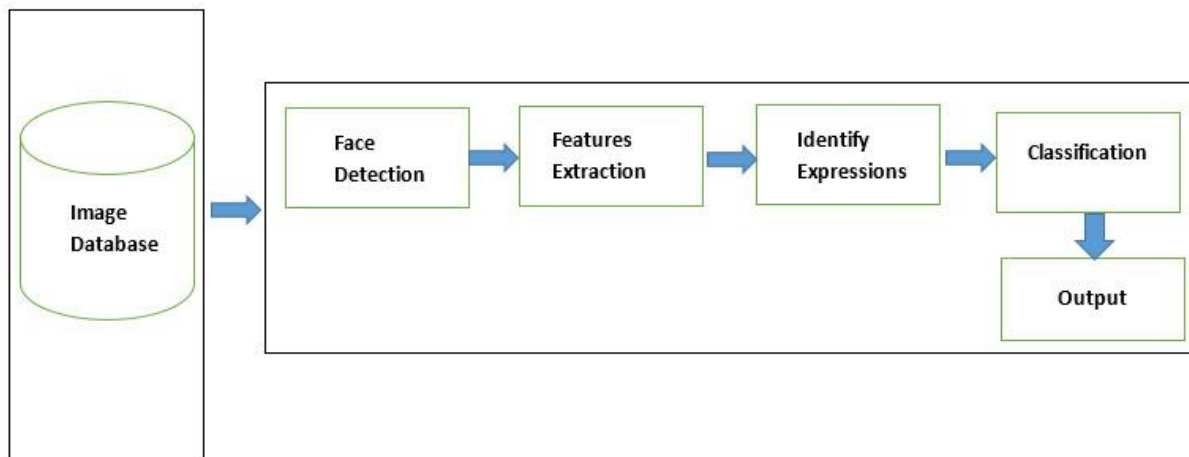 Image
Database
Face
Detection
Features
Extraction
Identify
Expressions
Classification
Output